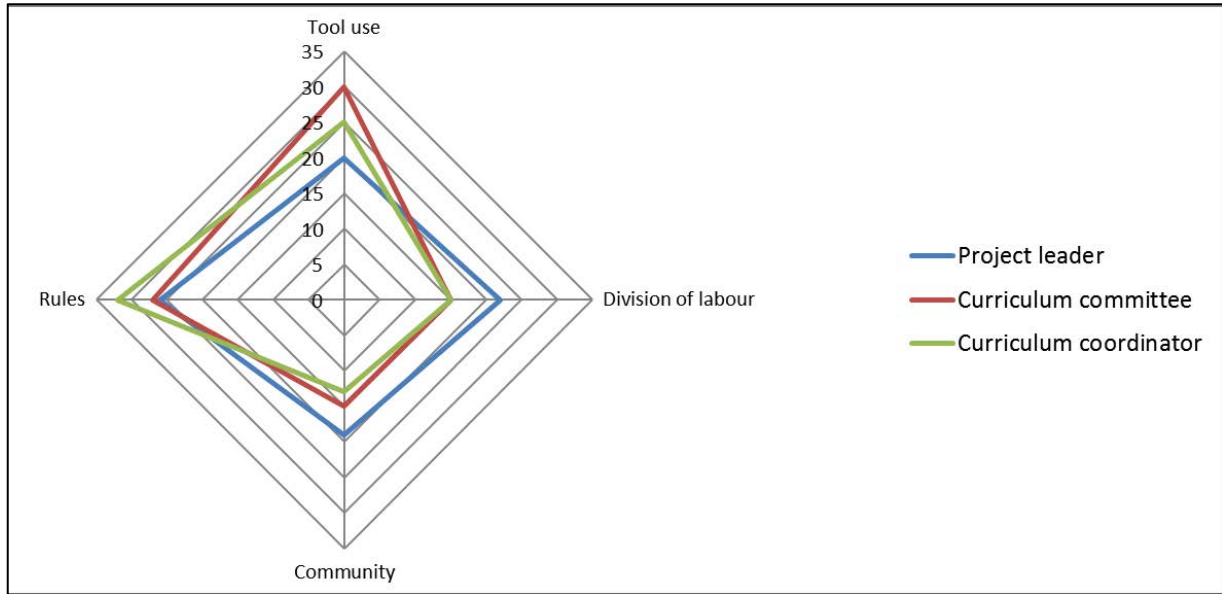 Tool use
35
30
25
20
15
10
5
0
Rules
Division of labour
Community
Project leader
Curriculum committee
Curriculum coordinator